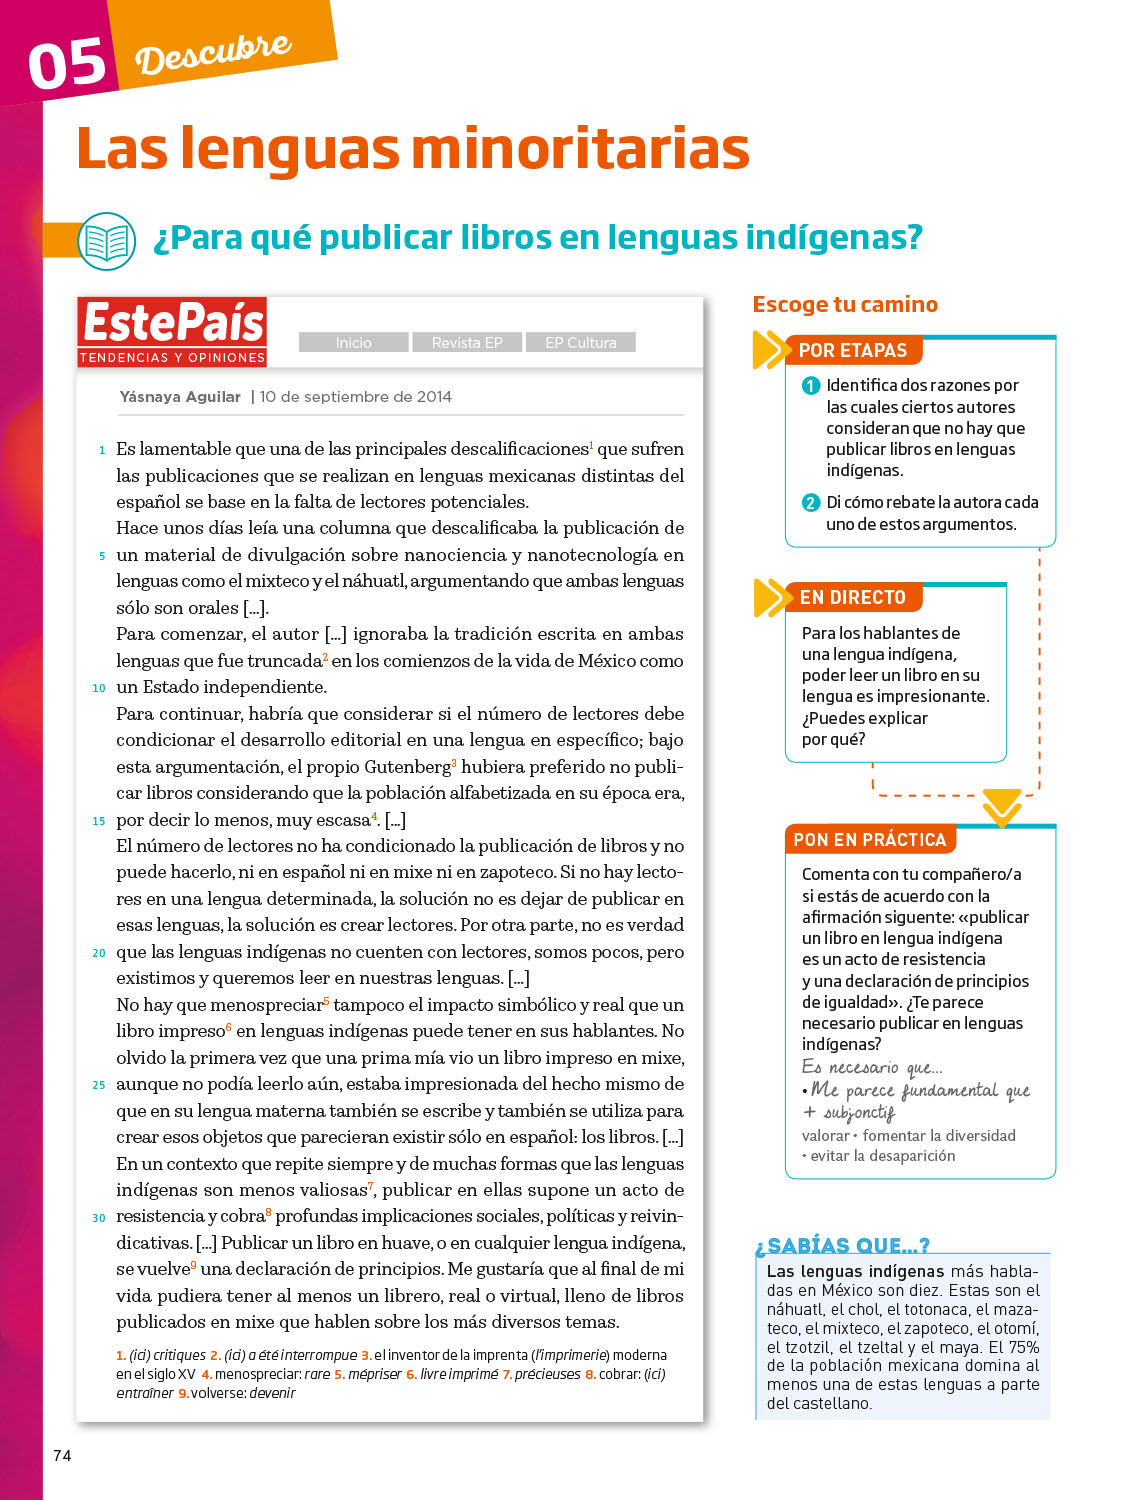 05 Descubre
Las lenguas minoritarias
¿Para qué publicar libros en lenguas indígenas?
EstePaís
TENDENCIAS Y OPINIONES
Inicio
Revista EP
EP Cultura
Yásnaya Aguilar | 10 de septiembre de 2014
1 Es lamentable que una de las principales descalificaciones¹ que sufren
las publicaciones que se realizan en lenguas mexicanas distintas del
español se base en la falta de lectores potenciales.
Hace unos días leía una columna que descalificaba la publicación de
5 un material de divulgación sobre nanociencia y nanotecnología en
lenguas como el mixteco y el náhuatl, argumentando que ambas lenguas
sólo son orales [...].
Para comenzar, el autor [...] ignoraba la tradición escrita en ambas
lenguas que fue truncada² en los comienzos de la vida de México como
10 un Estado independiente.
Para continuar, habría que considerar si el número de lectores debe
condicionar el desarrollo editorial en una lengua en específico; bajo
esta argumentación, el propio Gutenberg³ hubiera preferido no publi-
car libros considerando que la población alfabetizada en su época era,
15 por decir lo menos, muy escasa⁴. [...]
El número de lectores no ha condicionado la publicación de libros y no
puede hacerlo, ni en español ni en mixe ni en zapoteco. Si no hay lecto-
res en una lengua determinada, la solución no es dejar de publicar en
esas lenguas, la solución es crear lectores. Por otra parte, no es verdad
20 que las lenguas indígenas no cuenten con lectores, somos pocos, pero
existimos y queremos leer en nuestras lenguas. [...]
No hay que menospreciar⁵ tampoco el impacto simbólico y real que un
libro impreso⁶ en lenguas indígenas puede tener en sus hablantes. No
olvido la primera vez que una prima mía vio un libro impreso en mixe,
25 aunque no podía leerlo aún, estaba impresionada del hecho mismo de
que en su lengua materna también se escribe y también se utiliza para
crear esos objetos que parecieran existir sólo en español: los libros. [...]
En un contexto que repite siempre y de muchas formas que las lenguas
indígenas son menos valiosas⁷, publicar en ellas supone un acto de
30 resistencia y cobra⁸ profundas implicaciones sociales, políticas y reivin-
dicativas. [...] Publicar un libro en huave, o en cualquier lengua indígena,
se vuelve⁹ una declaración de principios. Me gustaría que al final de mi
vida pudiera tener al menos un librero, real o virtual, lleno de libros
publicados en mixe que hablen sobre los más diversos temas.
1. (ici) critiques 2. (ici) a été interrompue 3. el inventor de la imprenta (l'imprimerie) moderna
en el siglo XV 4. menospreciar: rare 5. mépriser 6. livre imprimé 7. précieuses 8. cobrar: (ici)
entraîner 9. volverse: devenir
74
Escoge tu camino
POR ETAPAS
1 Identifica dos razones por
las cuales ciertos autores
consideran que no hay que
publicar libros en lenguas
indígenas.
2 Di cómo rebate la autora cada
uno de estos argumentos.
EN DIRECTO
Para los hablantes de
una lengua indígena,
poder leer un libro en su
lengua es impresionante.
¿Puedes explicar
por qué?
PON EN PRÁCTICA
Comenta con tu compañero/a
si estás de acuerdo con la
afirmación siguiente: «publicar
un libro en lengua indígena
es un acto de resistencia
y una declaración de principios
de igualdad». ¿Te parece
necesario publicar en lenguas
indígenas?
Es necesario que...
• Me parece fundamental que
+ subjonctif
valorar • fomentar la diversidad
• evitar la desaparición
¿SABÍAS QUE...?
Las lenguas indígenas más habla-
das en México son diez. Estas son el
náhuatl, el chol, el totonaca, el maza-
teco, el mixteco, el zapoteco, el otomí,
el tzotzil, el tzeltal y el maya. El 75%
de la población mexicana domina al
menos una de estas lenguas a parte
del castellano.